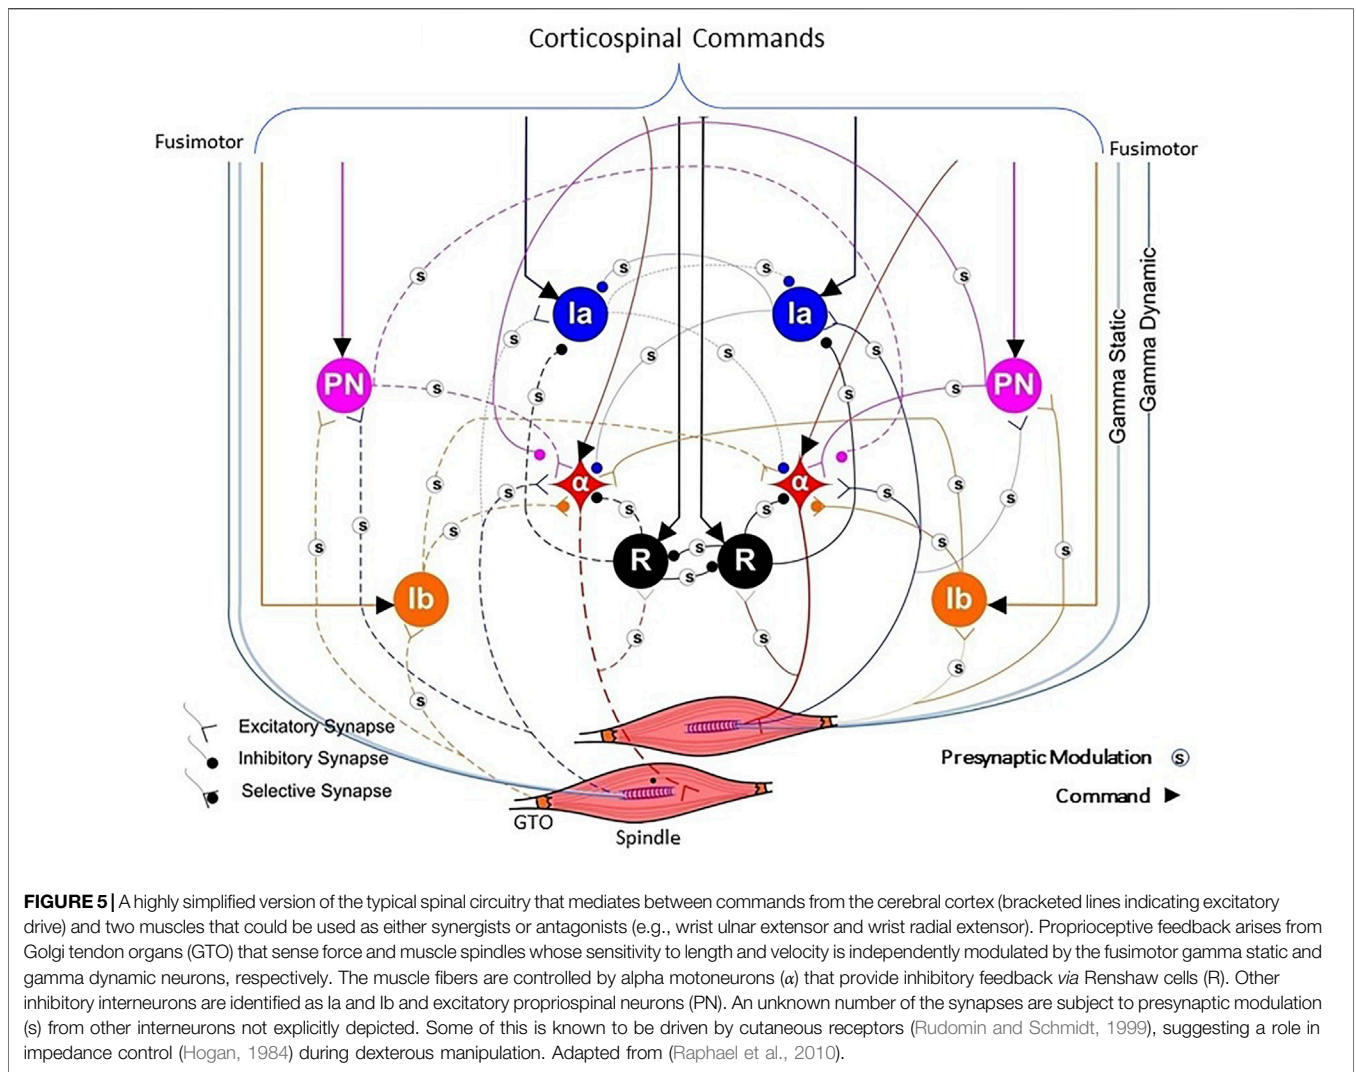 Corticospinal Commands
Fusimotor
Fusimotor
s
s
s
s
Ia
Ia
Gamma Static
Gamma Dynamic
s
s
s
s
PN
PN
s
s
s
s
α
α
s
s
s
s
s
s
s
s
s
s
s
R
R
s
s
s
s
s
Ib
Ib
s
s
s
s
Excitatory Synapse
Inhibitory Synapse
Selective Synapse
Presynaptic Modulation s
Command
GTO
Spindle
FIGURE 5 | A highly simplified version of the typical spinal circuitry that mediates between commands from the cerebral cortex (bracketed lines indicating excitatory
drive) and two muscles that could be used as either synergists or antagonists (e.g., wrist ulnar extensor and wrist radial extensor). Proprioceptive feedback arises from
Golgi tendon organs (GTO) that sense force and muscle spindles whose sensitivity to length and velocity is independently modulated by the fusimotor gamma static and
gamma dynamic neurons, respectively. The muscle fibers are controlled by alpha motoneurons (α) that provide inhibitory feedback via Renshaw cells (R). Other
inhibitory interneurons are identified as Ia and Ib and excitatory propriospinal neurons (PN). An unknown number of the synapses are subject to presynaptic modulation
(s) from other interneurons not explicitly depicted. Some of this is known to be driven by cutaneous receptors (Rudomin and Schmidt, 1999), suggesting a role in
impedance control (Hogan, 1984) during dexterous manipulation. Adapted from (Raphael et al., 2010).